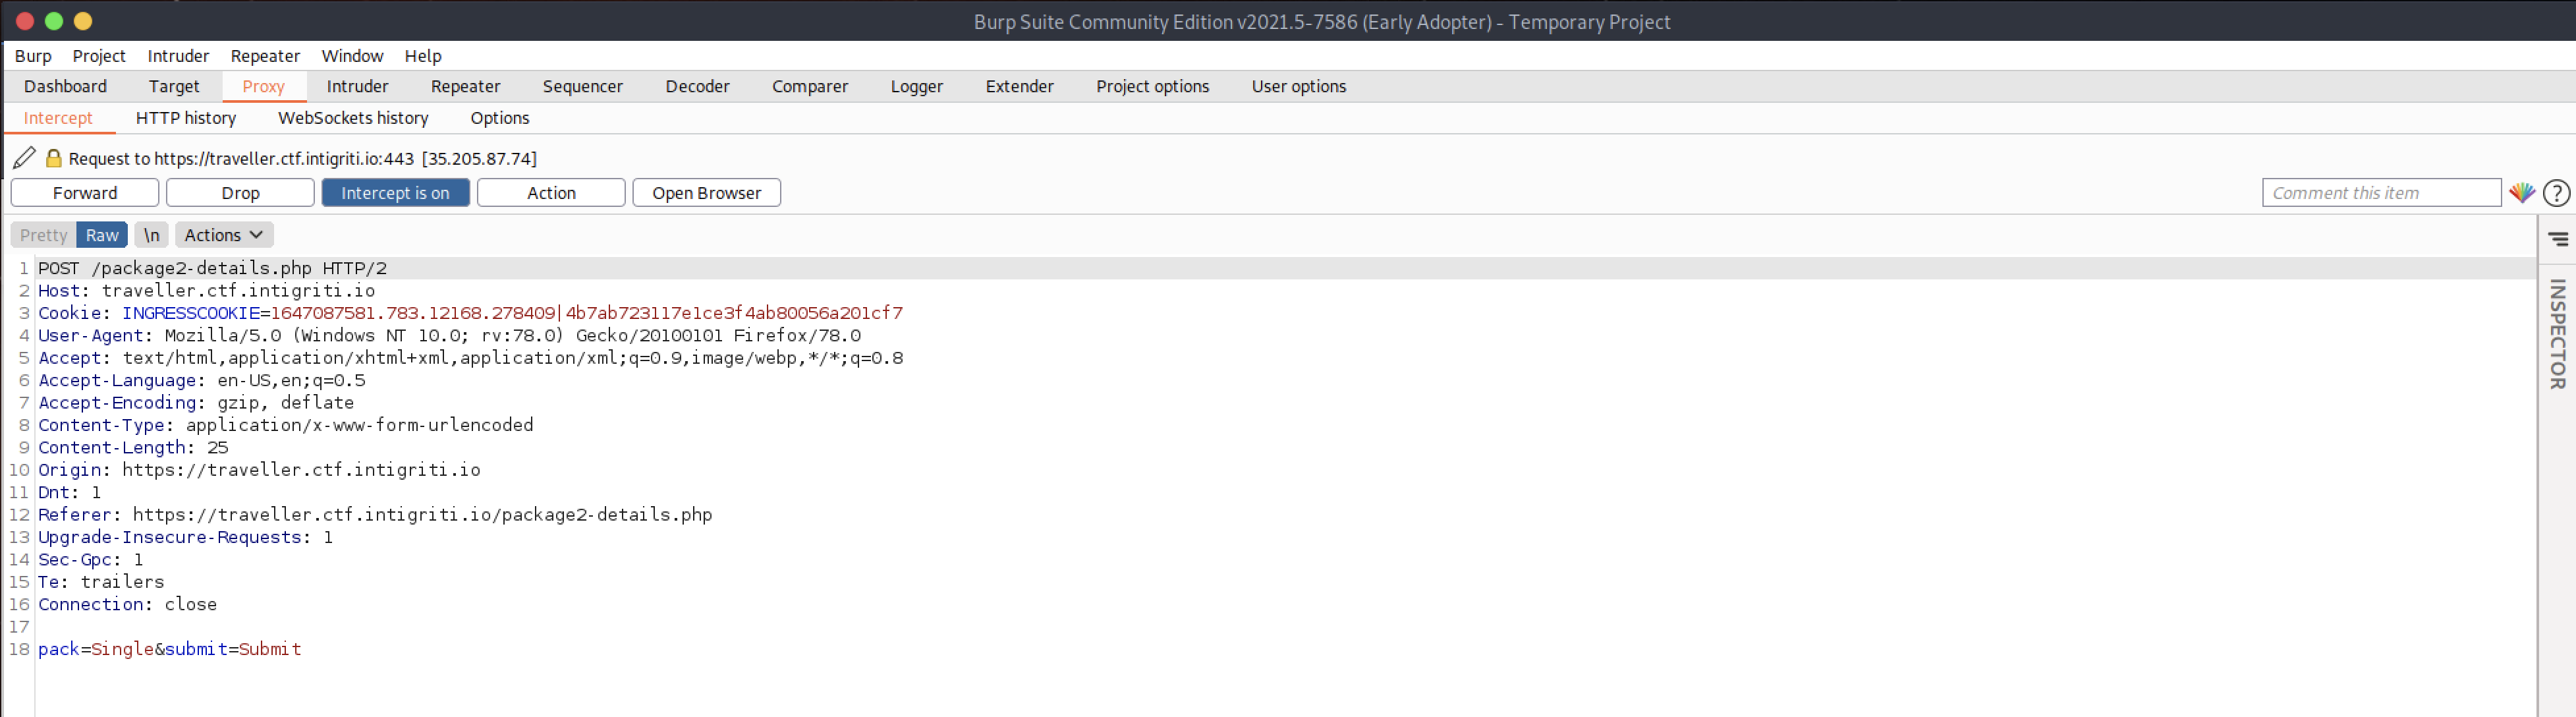 Burp Suite Community Edition v2021.5-7586 (Early Adopter) - Temporary Project
Burp Project Intruder Repeater Window Help
Dashboard Target Proxy Intruder Repeater Sequencer Decoder Comparer Logger Extender Project options User options
Intercept HTTP history WebSockets history Options
Request to https://traveller.ctf.intigriti.io:443 [35.205.87.74]
Forward Drop Intercept is on Action Open Browser Comment this item ?
Pretty Raw \n Actions
INSPECTOR
1 POST /package2-details.php HTTP/2
2 Host: traveller.ctf.intigriti.io
3 Cookie: INGRESSCOOKIE=1647087581.783.12168.278409|4b7ab723117e1ce3f4ab80056a201cf7
4 User-Agent: Mozilla/5.0 (Windows NT 10.0; rv:78.0) Gecko/20100101 Firefox/78.0
5 Accept: text/html,application/xhtml+xml,application/xml;q=0.9,image/webp,*/*;q=0.8
6 Accept-Language: en-US,en;q=0.5
7 Accept-Encoding: gzip, deflate
8 Content-Type: application/x-www-form-urlencoded
9 Content-Length: 25
10 Origin: https://traveller.ctf.intigriti.io
11 Dnt: 1
12 Referer: https://traveller.ctf.intigriti.io/package2-details.php
13 Upgrade-Insecure-Requests: 1
14 Sec-Gpc: 1
15 Te: trailers
16 Connection: close
17
18 pack=Single&submit=Submit